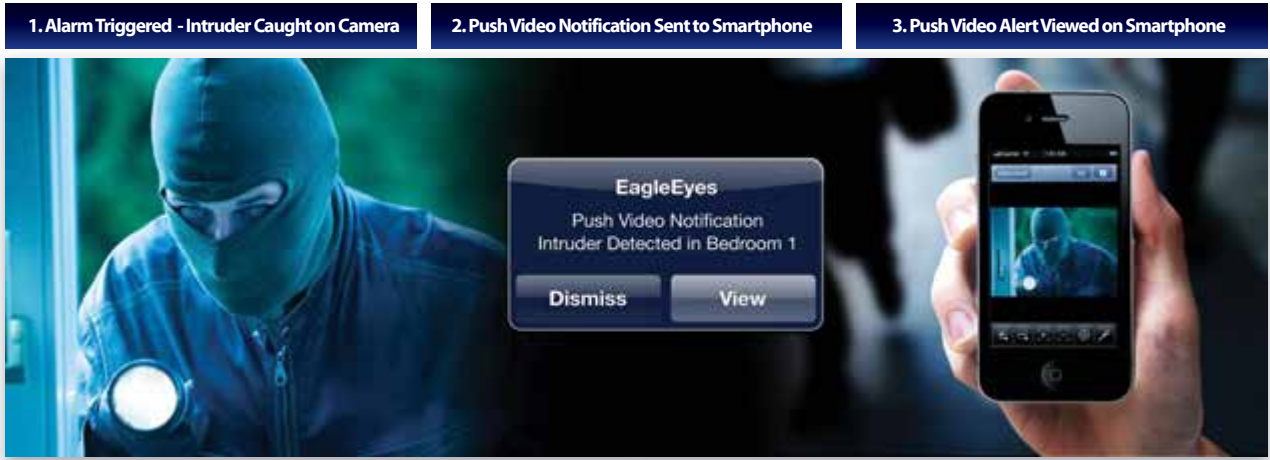 1. Alarm Triggered - Intruder Caught on Camera
2. Push Video Notification Sent to Smartphone
3. Push Video Alert Viewed on Smartphone
EagleEyes
Push Video Notification
Intruder Detected in Bedroom 1
Dismiss
View